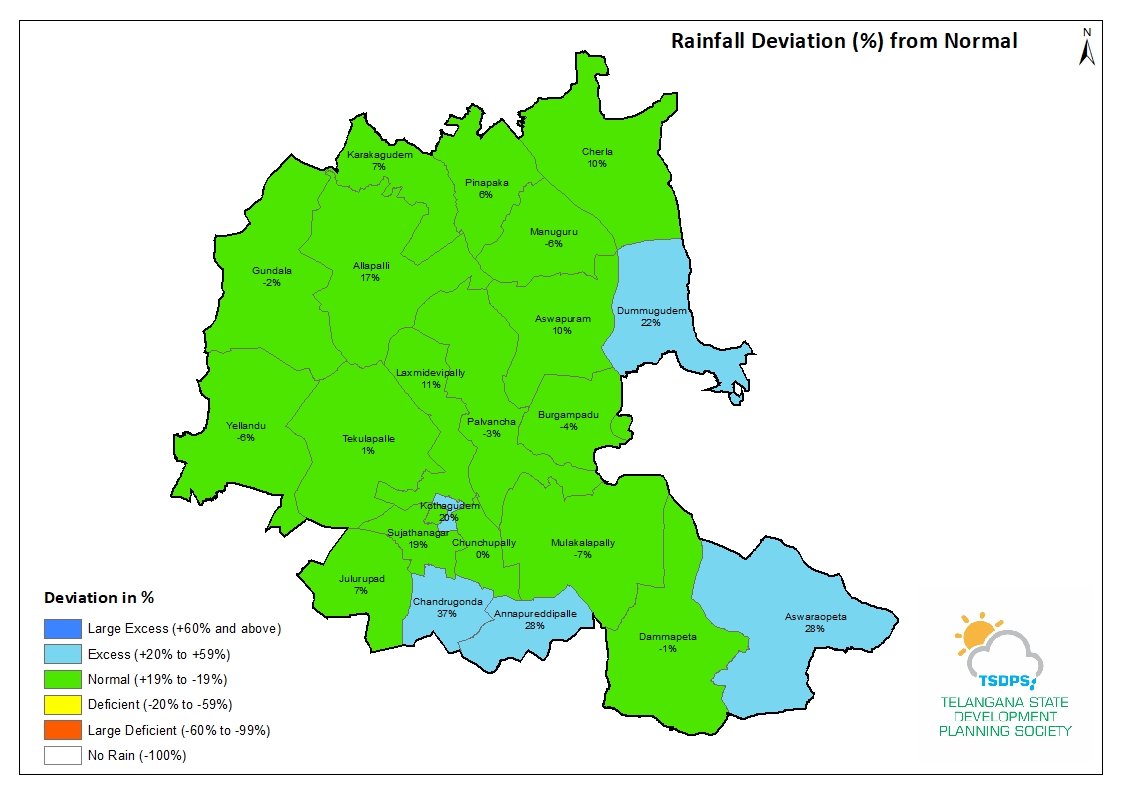 Rainfall Deviation (%) from Normal
N
Cherla
10%
Karakagudem
7%
Pinapaka
6%
Manuguru
-6%
Gundala
-2%
Allapalli
17%
Dummugudem
22%
Aswapuram
10%
Laxmidevipally
11%
Yellandu
-6%
Tekulapalle
1%
Palvancha
-3%
Burgampadu
-4%
Kothagudem
20%
Sujathanagar
19%
Chunchupally
0%
Mulakalapally
-7%
Julurupad
7%
Chandrugonda
37%
Annapureddipalle
28%
Aswaraopeta
28%
Dammapeta
-1%
Deviation in %
Large Excess (+60% and above)
Excess (+20% to +59%)
Normal (+19% to -19%)
Deficient (-20% to -59%)
Large Deficient (-60% to -99%)
No Rain (-100%)
TSDPS
TELANGANA STATE
DEVELOPMENT
PLANNING SOCIETY